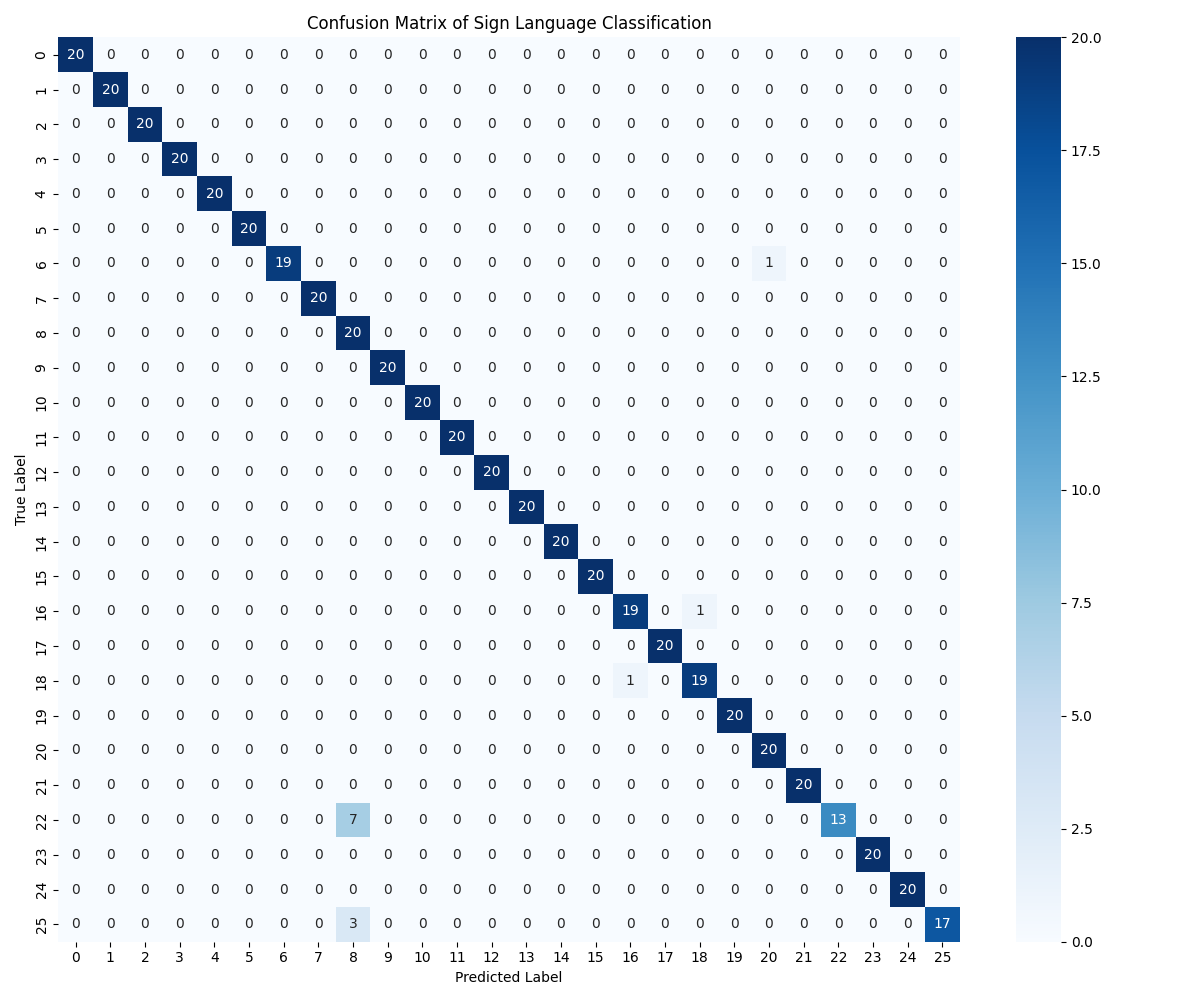 Confusion Matrix of Sign Language Classification
0 20 0 0 0 0 0 0 0 0 0 0 0 0 0 0 0 0 0 0 0 0 0 0 0 0 0
1 0 20 0 0 0 0 0 0 0 0 0 0 0 0 0 0 0 0 0 0 0 0 0 0 0 0
2 0 0 20 0 0 0 0 0 0 0 0 0 0 0 0 0 0 0 0 0 0 0 0 0 0 0
3 0 0 0 20 0 0 0 0 0 0 0 0 0 0 0 0 0 0 0 0 0 0 0 0 0 0
4 0 0 0 0 20 0 0 0 0 0 0 0 0 0 0 0 0 0 0 0 0 0 0 0 0 0
5 0 0 0 0 0 20 0 0 0 0 0 0 0 0 0 0 0 0 0 0 0 0 0 0 0 0
6 0 0 0 0 0 0 19 0 0 0 0 0 0 0 0 0 0 0 0 0 1 0 0 0 0 0
7 0 0 0 0 0 0 0 20 0 0 0 0 0 0 0 0 0 0 0 0 0 0 0 0 0 0
8 0 0 0 0 0 0 0 0 20 0 0 0 0 0 0 0 0 0 0 0 0 0 0 0 0 0
9 0 0 0 0 0 0 0 0 0 20 0 0 0 0 0 0 0 0 0 0 0 0 0 0 0 0
10 0 0 0 0 0 0 0 0 0 0 20 0 0 0 0 0 0 0 0 0 0 0 0 0 0 0
11 0 0 0 0 0 0 0 0 0 0 0 20 0 0 0 0 0 0 0 0 0 0 0 0 0 0
12 0 0 0 0 0 0 0 0 0 0 0 0 20 0 0 0 0 0 0 0 0 0 0 0 0 0
13 0 0 0 0 0 0 0 0 0 0 0 0 0 20 0 0 0 0 0 0 0 0 0 0 0 0
14 0 0 0 0 0 0 0 0 0 0 0 0 0 0 20 0 0 0 0 0 0 0 0 0 0 0
15 0 0 0 0 0 0 0 0 0 0 0 0 0 0 0 20 0 0 0 0 0 0 0 0 0 0
16 0 0 0 0 0 0 0 0 0 0 0 0 0 0 0 0 19 0 1 0 0 0 0 0 0 0
17 0 0 0 0 0 0 0 0 0 0 0 0 0 0 0 0 0 20 0 0 0 0 0 0 0 0
18 0 0 0 0 0 0 0 0 0 0 0 0 0 0 0 0 1 0 19 0 0 0 0 0 0 0
19 0 0 0 0 0 0 0 0 0 0 0 0 0 0 0 0 0 0 0 20 0 0 0 0 0 0
20 0 0 0 0 0 0 0 0 0 0 0 0 0 0 0 0 0 0 0 0 20 0 0 0 0 0
21 0 0 0 0 0 0 0 0 0 0 0 0 0 0 0 0 0 0 0 0 0 20 0 0 0 0
22 0 0 0 0 0 0 0 0 7 0 0 0 0 0 0 0 0 0 0 0 0 0 13 0 0 0
23 0 0 0 0 0 0 0 0 0 0 0 0 0 0 0 0 0 0 0 0 0 0 0 20 0 0
24 0 0 0 0 0 0 0 0 0 0 0 0 0 0 0 0 0 0 0 0 0 0 0 0 20 0
25 0 0 0 0 0 0 0 0 3 0 0 0 0 0 0 0 0 0 0 0 0 0 0 0 0 17
0 1 2 3 4 5 6 7 8 9 10 11 12 13 14 15 16 17 18 19 20 21 22 23 24 25
Predicted Label
True Label
20.0
17.5
15.0
12.5
10.0
7.5
5.0
2.5
0.0